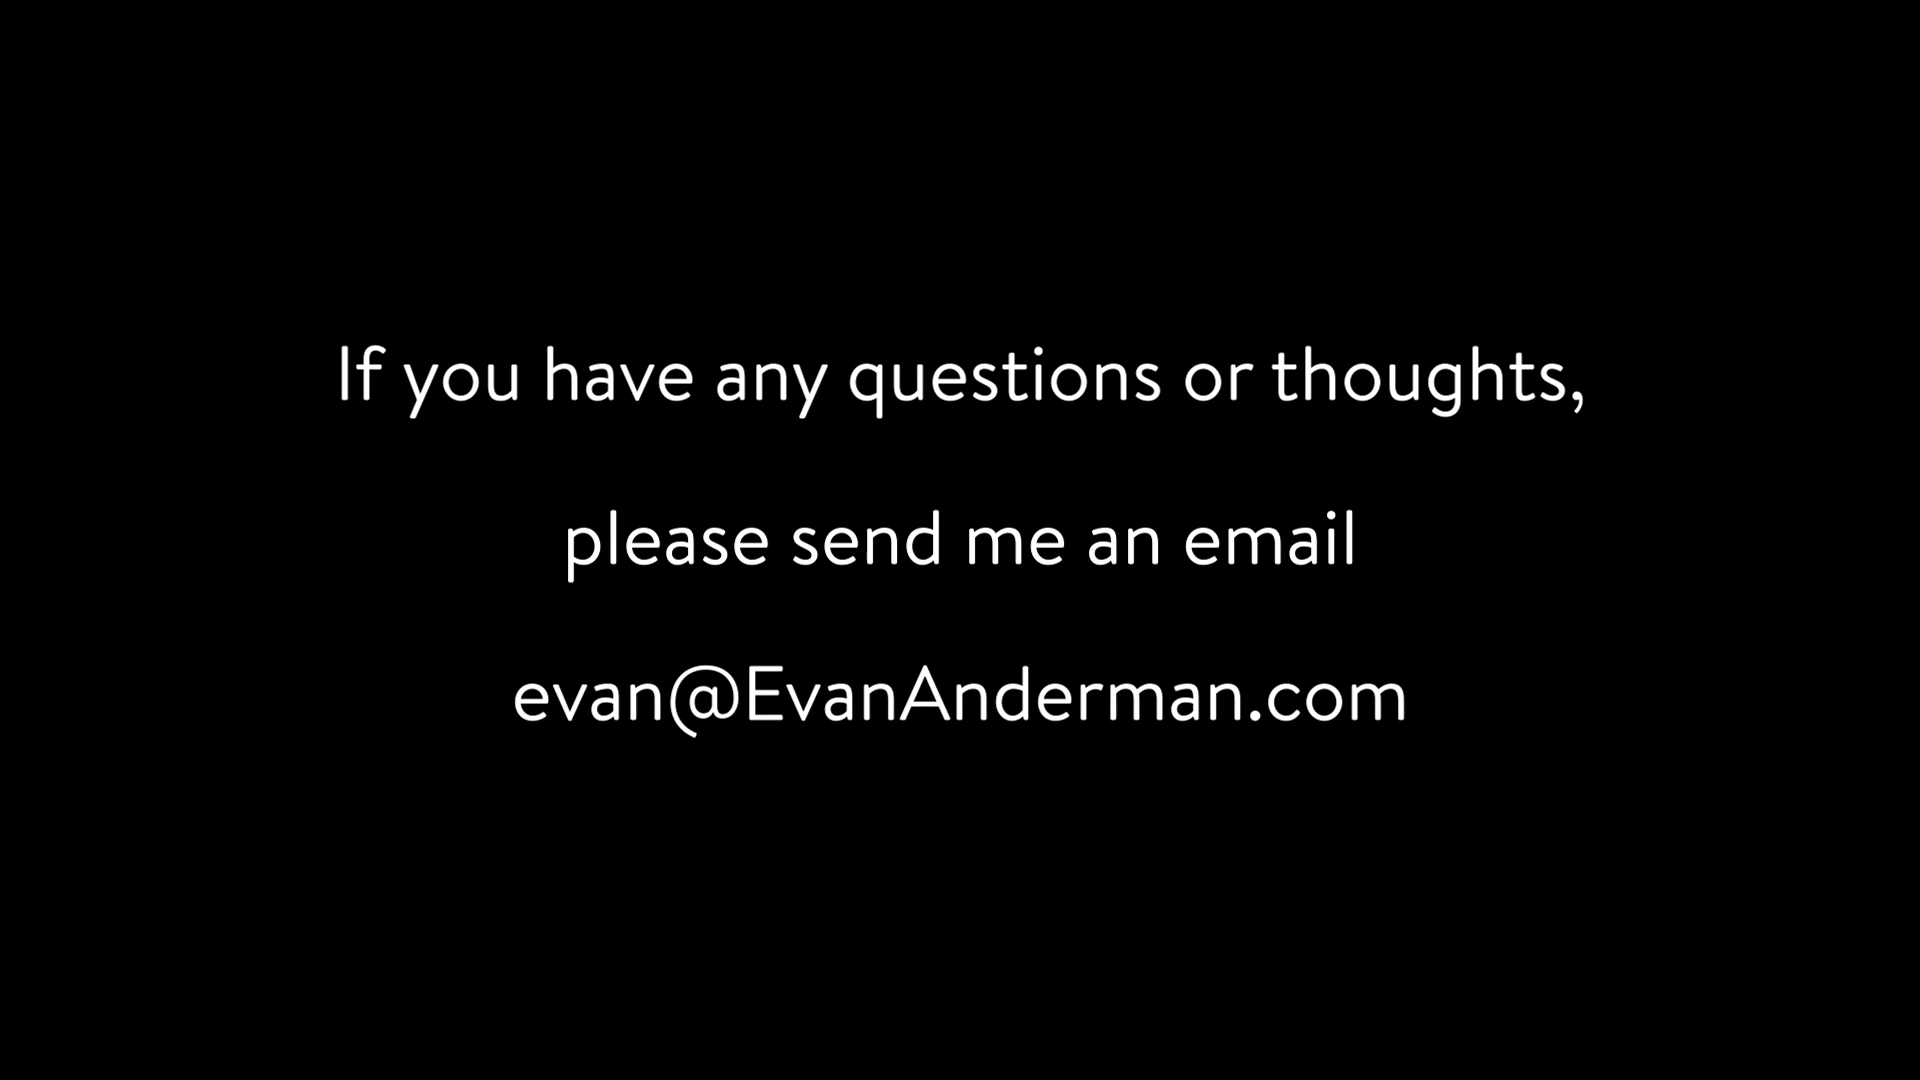 If you have any questions or thoughts,
please send me an email
evan@EvanAnderman.com